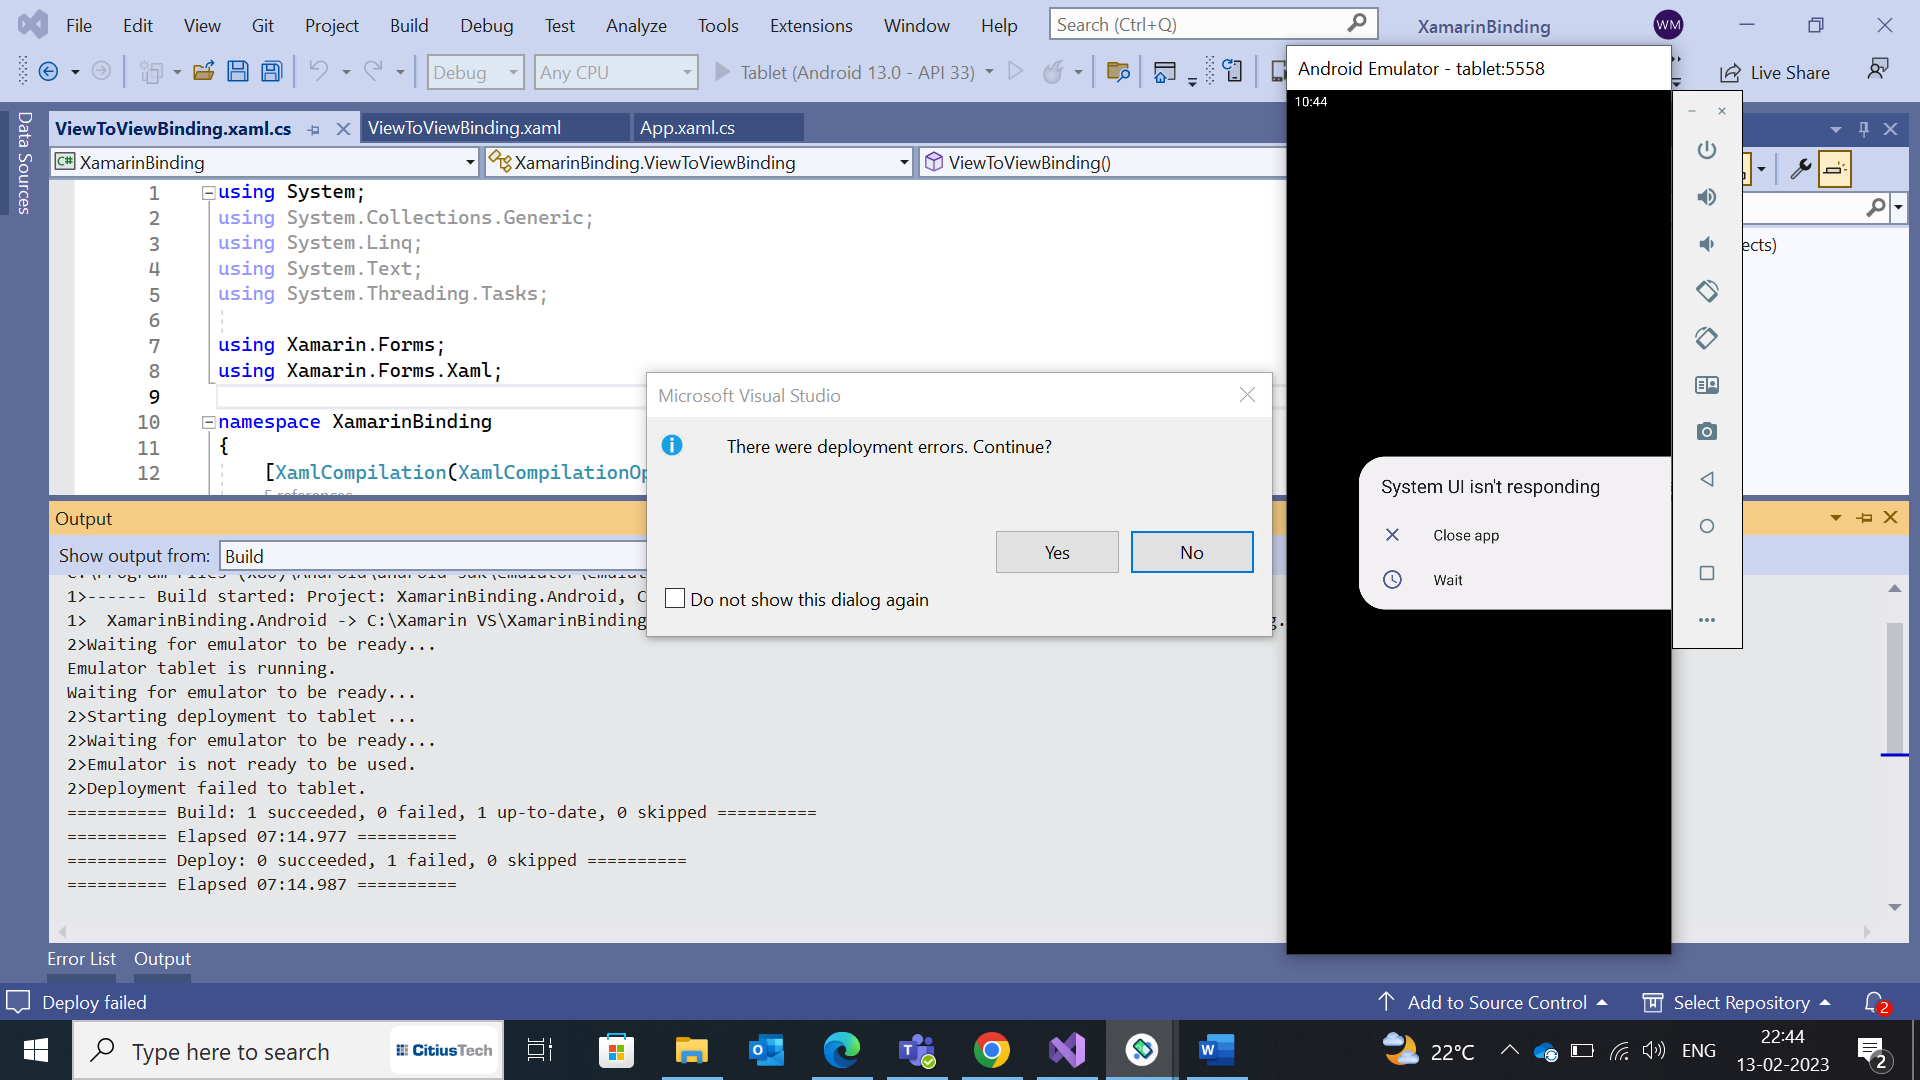 File Edit View Git Project Build Debug Test Analyze Tools Extensions Window Help Search (Ctrl+Q) XamarinBinding WM
Debug Any CPU Tablet (Android 13.0 - API 33) Live Share
Android Emulator - tablet:5558
10:44
Data Sources
ViewToViewBinding.xaml.cs ViewToViewBinding.xaml App.xaml.cs
C# XamarinBinding XamarinBinding.ViewToViewBinding ViewToViewBinding()
1 using System;
2 using System.Collections.Generic;
3 using System.Linq;
4 using System.Text;
5 using System.Threading.Tasks;
6
7 using Xamarin.Forms;
8 using Xamarin.Forms.Xaml;
9
10 namespace XamarinBinding
11 {
12 [XamlCompilation(XamlCompilationOp
5 references
ects)
Microsoft Visual Studio
There were deployment errors. Continue?
Yes No
Do not show this dialog again
System UI isn't responding
Close app
Wait
Output
Show output from: Build
1>------ Build started: Project: XamarinBinding.Android, C
1> XamarinBinding.Android -> C:\Xamarin VS\XamarinBinding
2>Waiting for emulator to be ready...
Emulator tablet is running.
Waiting for emulator to be ready...
2>Starting deployment to tablet ...
2>Waiting for emulator to be ready...
2>Emulator is not ready to be used.
2>Deployment failed to tablet.
========== Build: 1 succeeded, 0 failed, 1 up-to-date, 0 skipped ==========
========== Elapsed 07:14.977 ==========
========== Deploy: 0 succeeded, 1 failed, 0 skipped ==========
========== Elapsed 07:14.987 ==========
Error List Output
Deploy failed Add to Source Control Select Repository 2
Type here to search CitiusTech 22°C ENG 22:44
13-02-2023 2